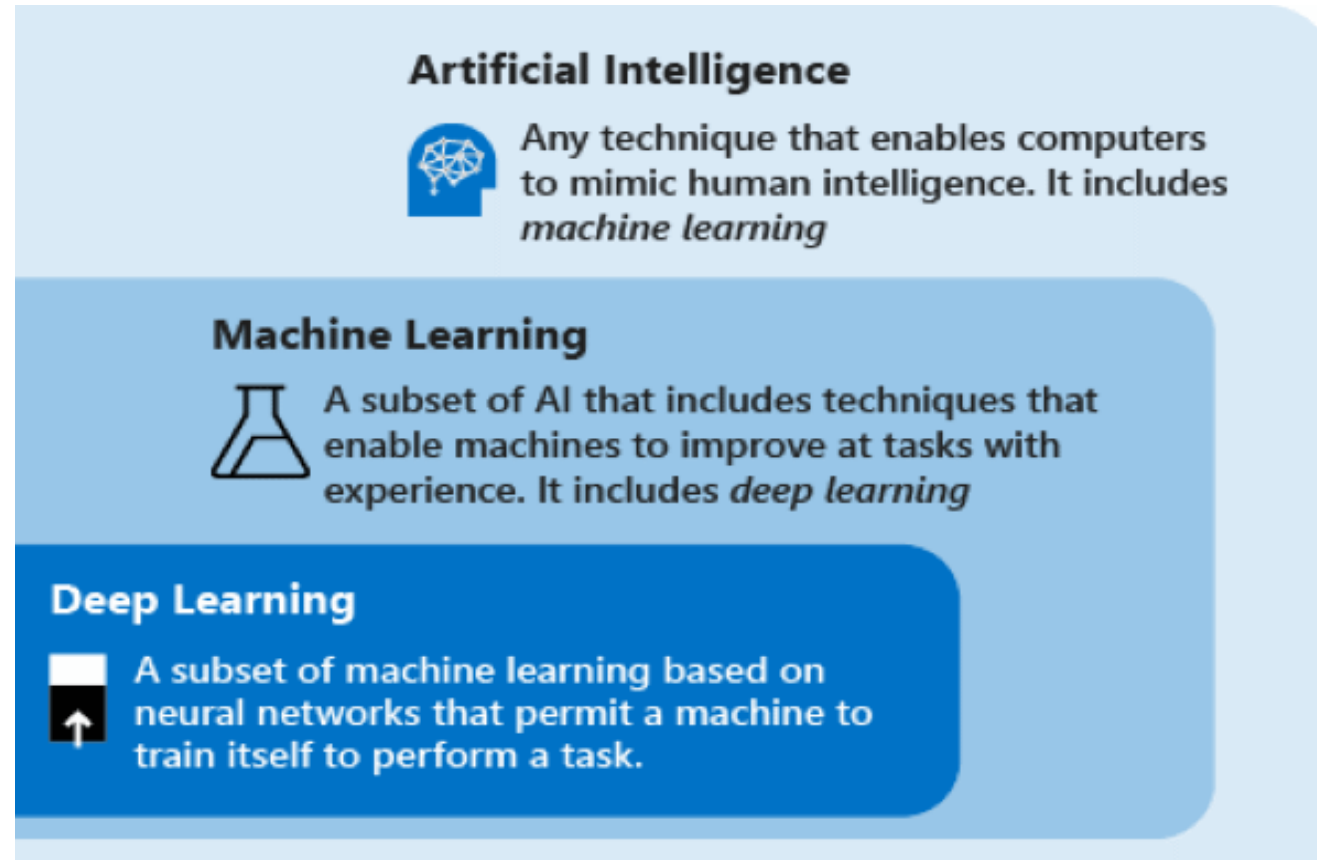 Artificial Intelligence
Any technique that enables computers
to mimic human intelligence. It includes
machine learning
Machine Learning
A subset of AI that includes techniques that
enable machines to improve at tasks with
experience. It includes deep learning
Deep Learning
A subset of machine learning based on
neural networks that permit a machine to
train itself to perform a task.